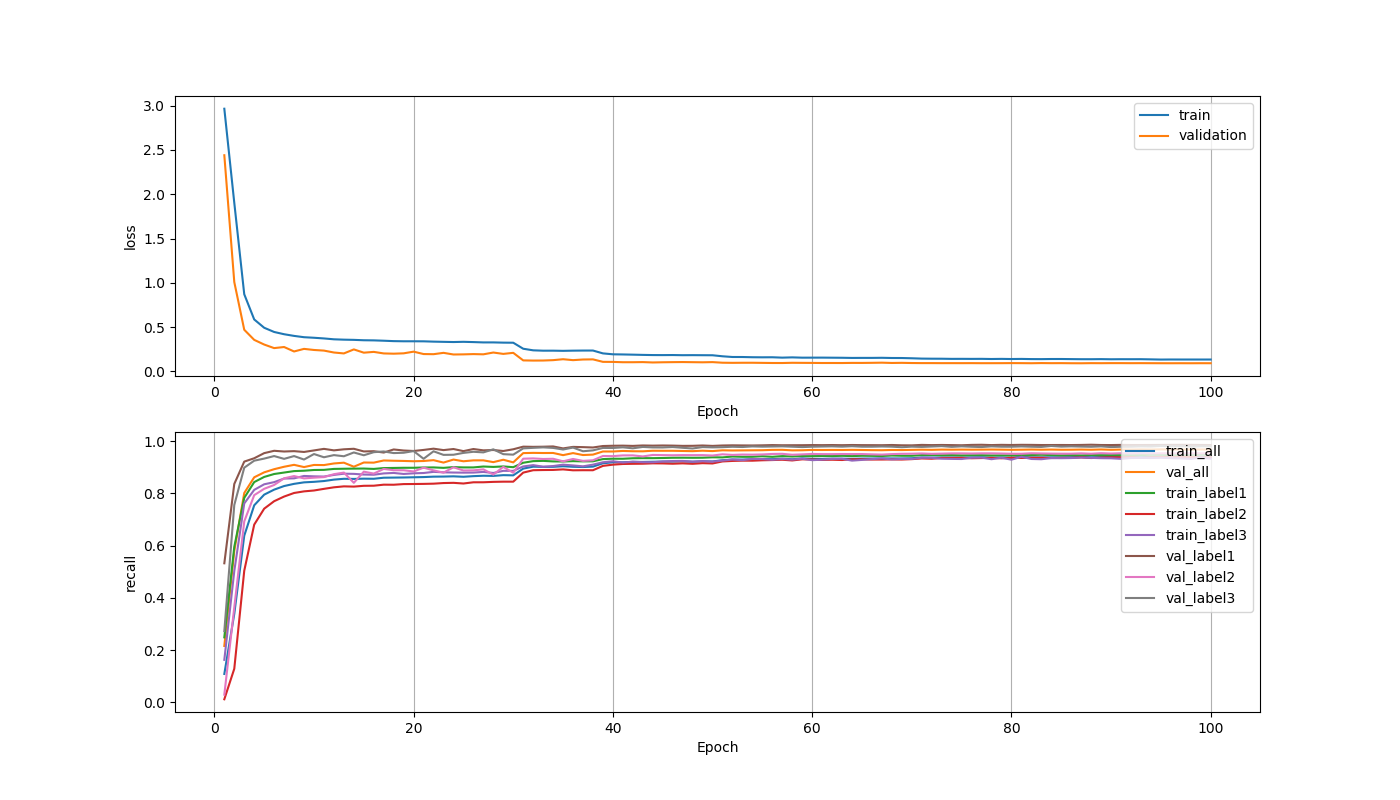 3.0
2.5
2.0
1.5
1.0
0.5
0.0
loss
train
validation
0 20 40 60 80 100
Epoch
1.0
0.8
0.6
0.4
0.2
0.0
recall
train_all
val_all
train_label1
train_label2
train_label3
val_label1
val_label2
val_label3
0 20 40 60 80 100
Epoch